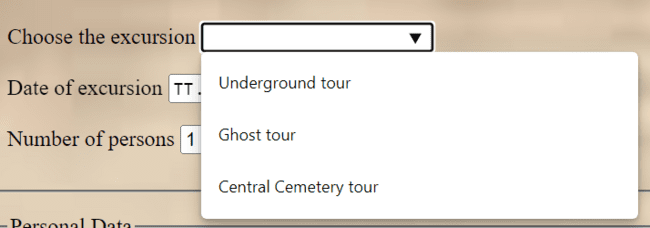 Choose the excursion
Underground tour
Date of excursion TT.
Ghost tour
Number of persons 1
Central Cemetery tour
Personal Data